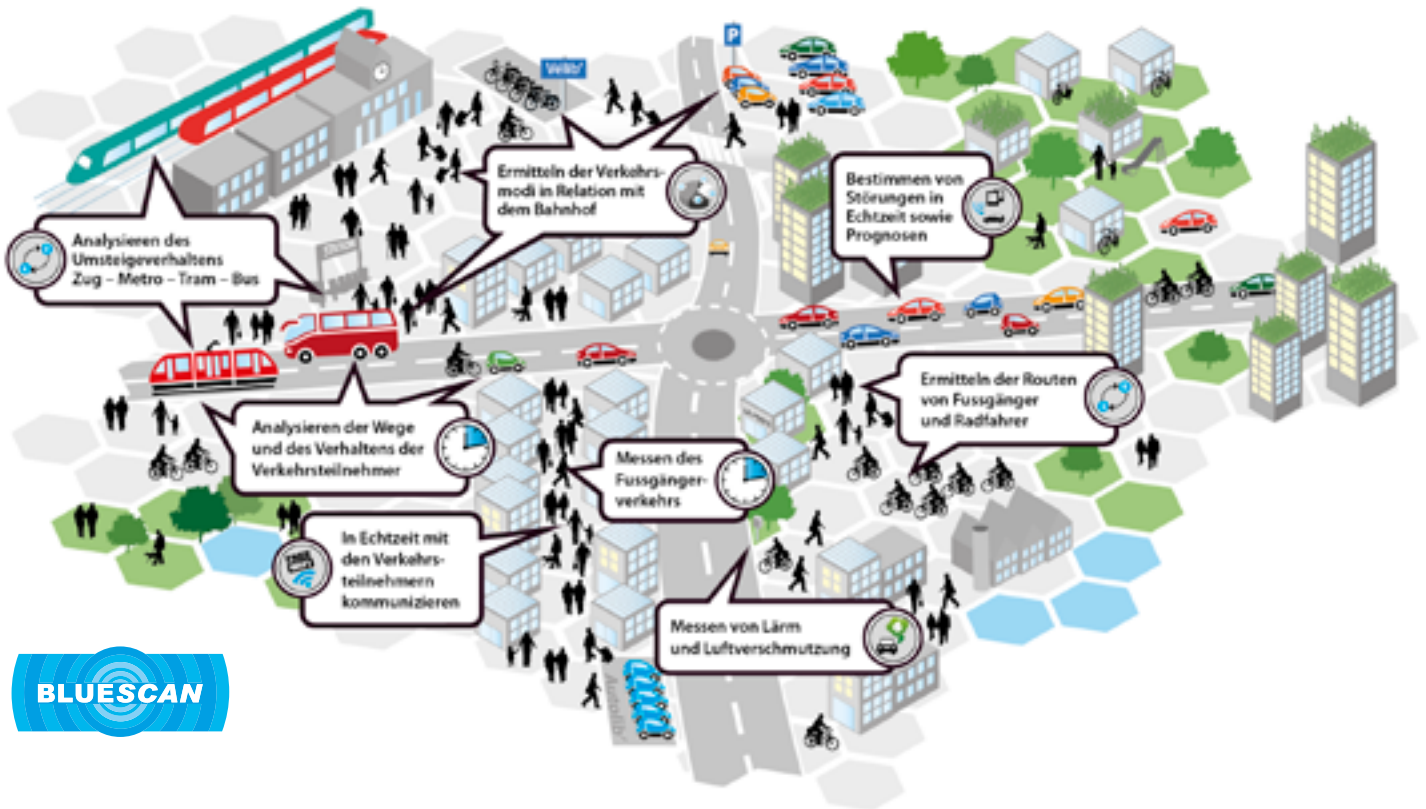 P
Velib'
Ermitteln der Verkehrs-
modi in Relation mit
dem Bahnhof
Bestimmen von
Störungen in
Echtzeit sowie
Prognosen
Analysieren des
Umsteigeverhaltens
Zug – Metro – Tram – Bus
Ermitteln der Routen
von Fussgänger
und Radfahrer
Analysieren der Wege
und des Verhaltens der
Verkehrsteilnehmer
Messen des
Fussgänger-
verkehrs
In Echtzeit mit
den Verkehrs-
teilnehmern
kommunizieren
Messen von Lärm
und Luftverschmutzung
Autolib'
BLUESCAN